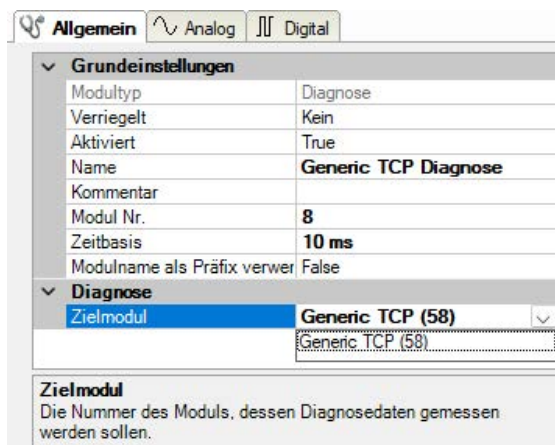 Allgemein Analog Digital
Grundeinstellungen
Modultyp Diagnose
Verriegelt Kein
Aktiviert True
Name Generic TCP Diagnose
Kommentar
Modul Nr. 8
Zeitbasis 10 ms
Modulname als Präfix verwer False
Diagnose
Zielmodul Generic TCP (58)
Generic TCP (58)
Zielmodul
Die Nummer des Moduls, dessen Diagnosedaten gemessen
werden sollen.